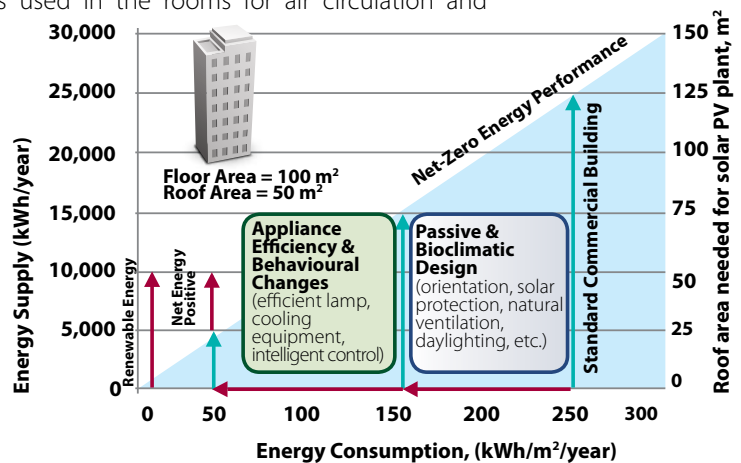 s used in the rooms for air circulation and
30,000
25,000
20,000
15,000
10,000
5,000
0
Energy Supply (kWh/year)
Floor Area = 100 m²
Roof Area = 50 m²
Renewable Energy
Net Energy
Positive
Appliance
Efficiency &
Behavioural
Changes
(efficient lamp,
cooling
equipment,
intelligent control)
Passive &
Bioclimatic
Design
(orientation, solar
protection, natural
ventilation,
daylighting, etc.)
Net-Zero Energy Performance
Standard Commercial Building
150
125
100
75
50
25
0
Roof area needed for solar PV plant, m²
0 50 100 150 200 250 300
Energy Consumption, (kWh/m²/year)